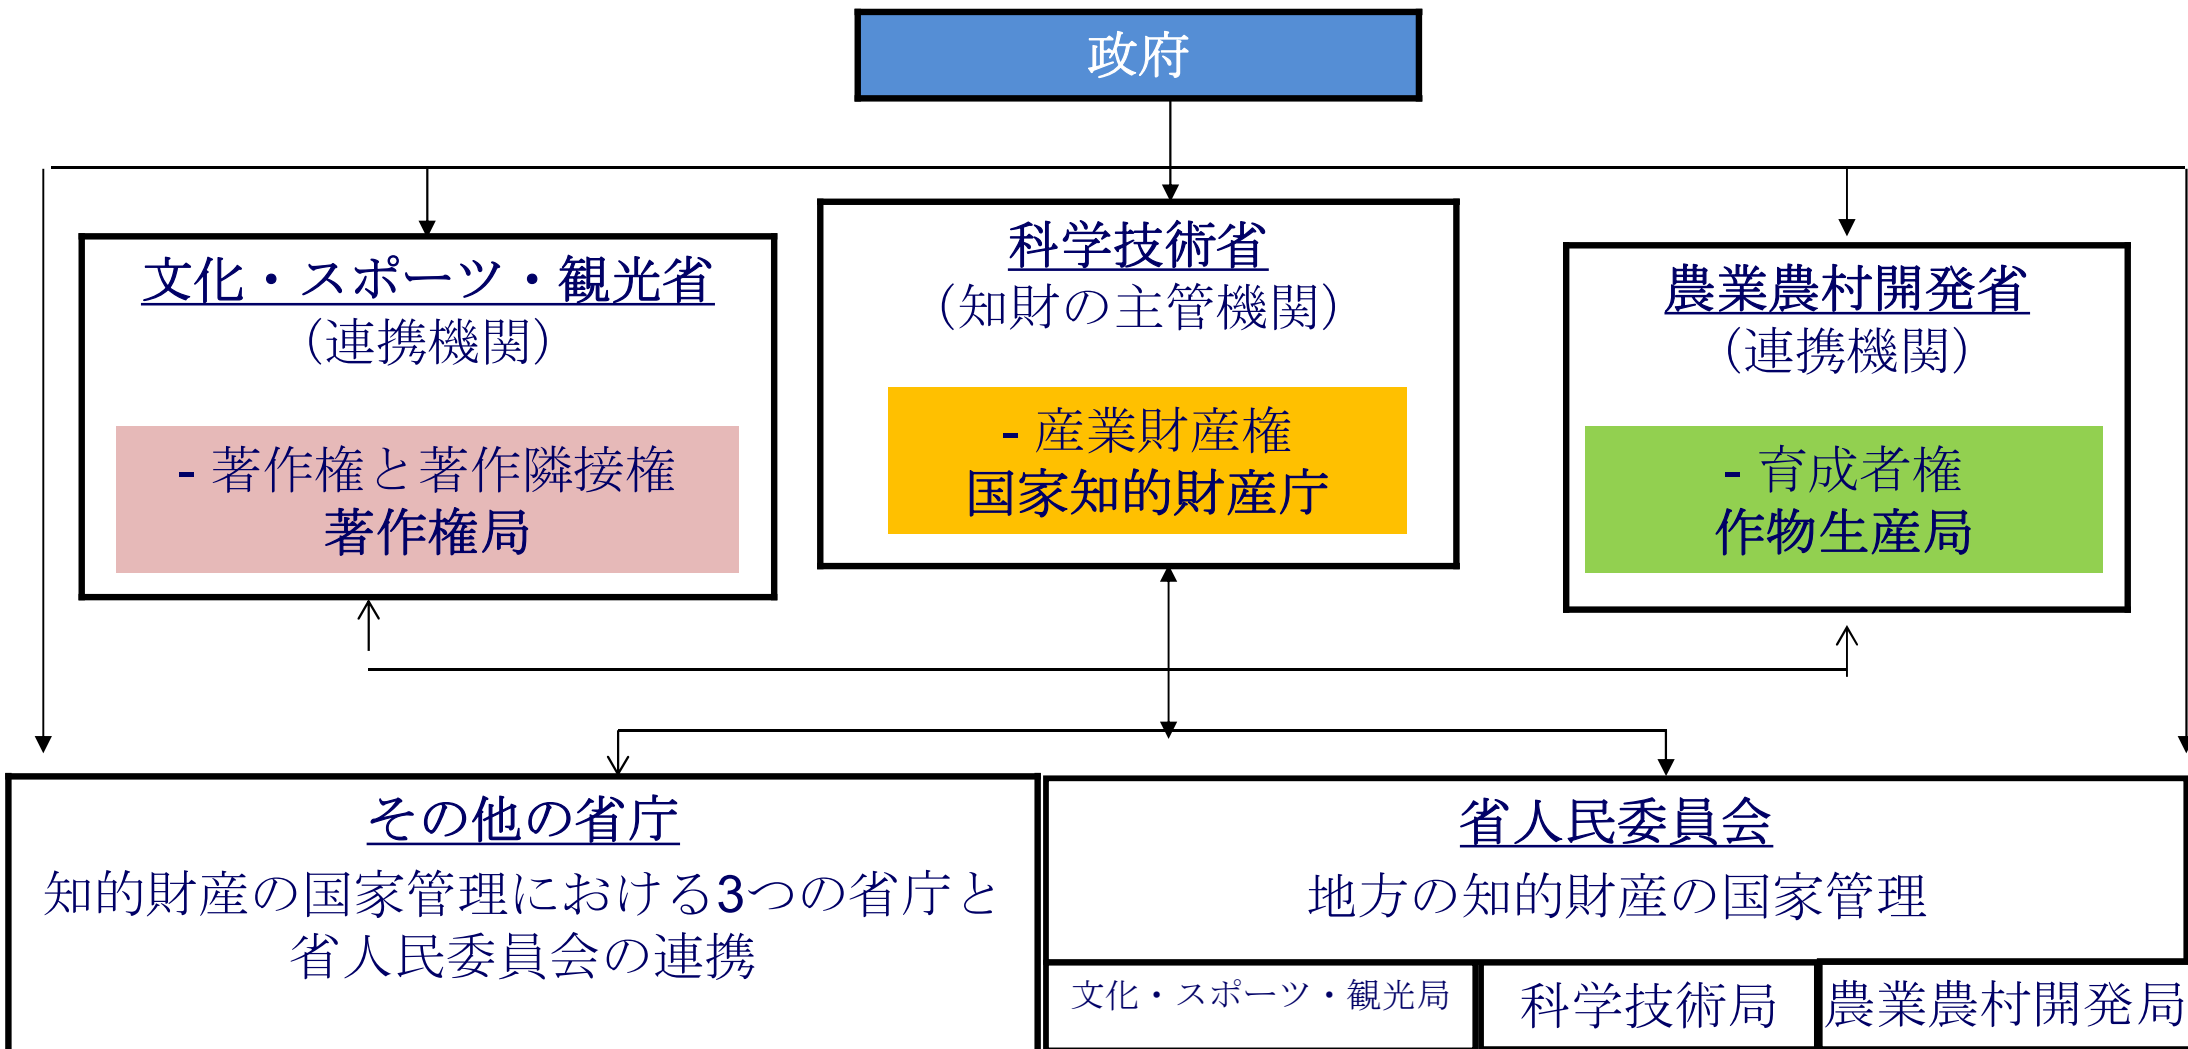 政府
文化・スポーツ・観光省
（連携機関）
- 著作権と著作隣接権
著作権局
科学技術省
（知財の主管機関）
- 産業財産権
国家知的財産庁
農業農村開発省
（連携機関）
- 育成者権
作物生産局
その他の省庁
知的財産の国家管理における3つの省庁と
省人民委員会の連携
省人民委員会
地方の知的財産の国家管理
文化・スポーツ・観光局
科学技術局
農業農村開発局